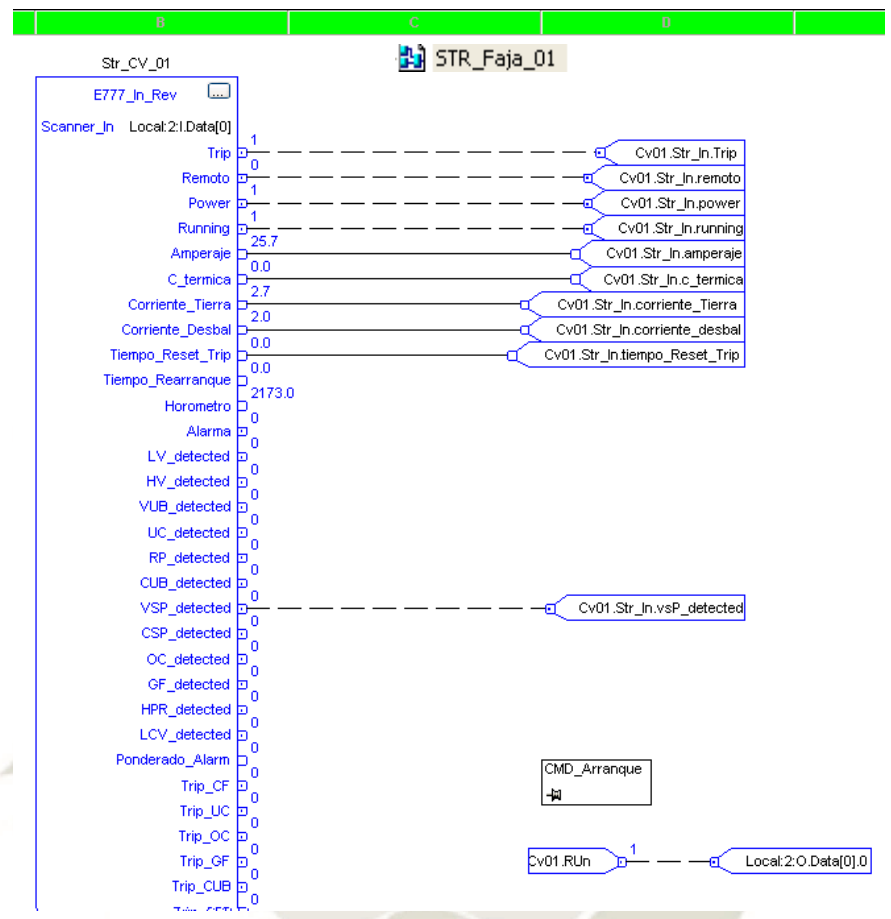 B C D
STR_Faja_01
Str_CV_01
E777_In_Rev ...
Scanner_In Local:2:I.Data[0]
Trip 1 Cv01.Str_In.Trip
Remoto 0 Cv01.Str_In.remoto
Power 1 Cv01.Str_In.power
Running 1 Cv01.Str_In.running
Amperaje 25.7 Cv01.Str_In.amperaje
C_termica 0.0 Cv01.Str_In.c_termica
Corriente_Tierra 2.7 Cv01.Str_In.corriente_Tierra
Corriente_Desbal 2.0 Cv01.Str_In.corriente_desbal
Tiempo_Reset_Trip 0.0 Cv01.Str_In.tiempo_Reset_Trip
Tiempo_Rearranque 0.0
Horometro 2173.0
Alarma 0
LV_detected 0
HV_detected 0
VUB_detected 0
UC_detected 0
RP_detected 0
CUB_detected 0
VSP_detected 0 Cv01.Str_In.vsP_detected
CSP_detected 0
OC_detected 0
GF_detected 0
HPR_detected 0
LCV_detected 0
Ponderado_Alarm 0
CMD_Arranque
Trip_CF 0
Trip_UC 0
Trip_OC 0
Trip_GF 0 Cv01.RUn 1 Local:2:O.Data[0].0
Trip_CUB 0
0